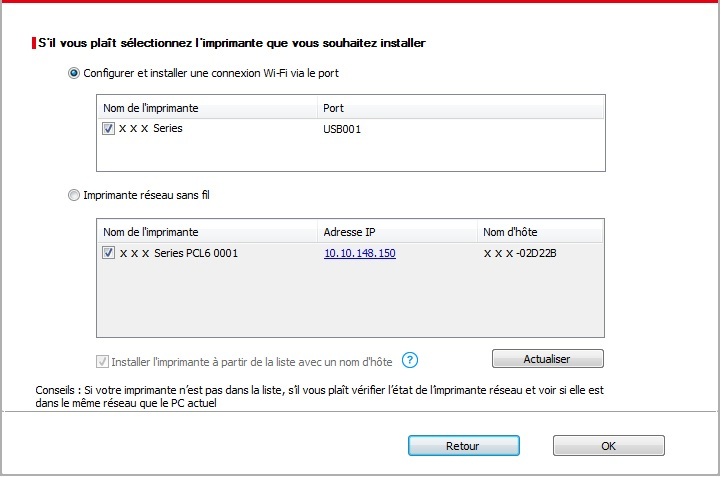 S'il vous plaît sélectionnez l'imprimante que vous souhaitez installer
Configurer et installer une connexion Wi-Fi via le port
Nom de l'imprimante Port
X X X Series USB001
Imprimante réseau sans fil
Nom de l'imprimante Adresse IP Nom d'hôte
X X X Series PCL6 0001 10.10.148.150 X X X -02D22B
Installer l'imprimante à partir de la liste avec un nom d'hôte ? Actualiser
Conseils : Si votre imprimante n'est pas dans la liste, s'il vous plaît vérifier l'état de l'imprimante réseau et voir si elle est
dans le même réseau que le PC actuel
Retour OK